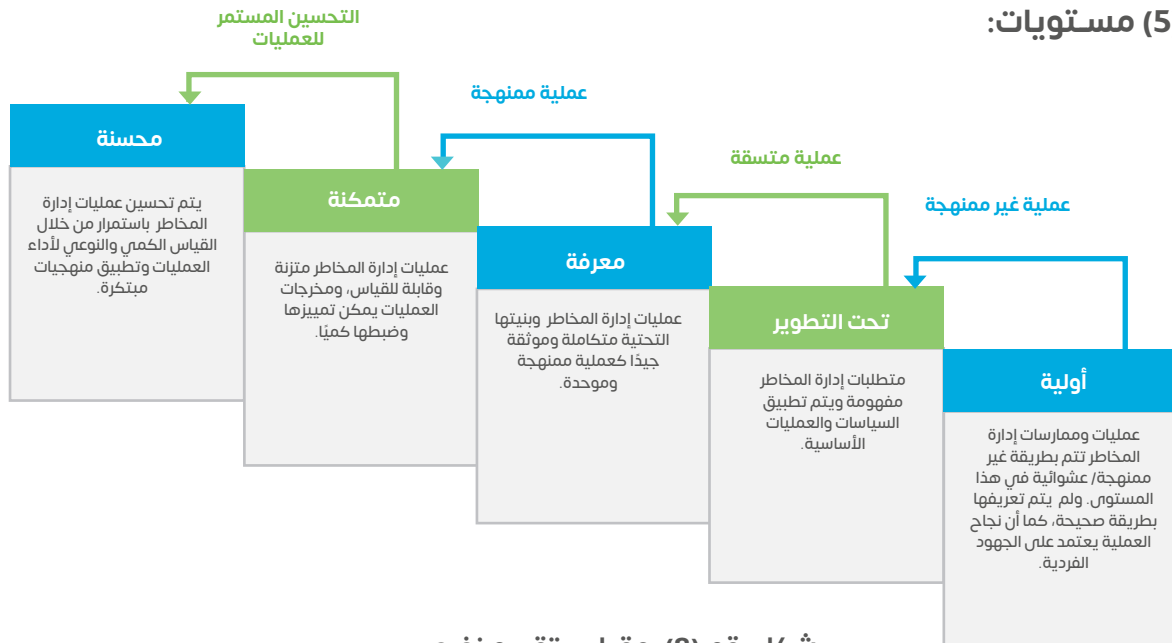 5) مستويات:
التحسين المستمر
للعمليات
عملية ممنهجة
عملية متسقة
عملية غير ممنهجة
أولية
عمليات وممارسات إدارة
المخاطر تتم بطريقة غير
ممنهجة/ عشوائية في هذا
المستوى. ولم يتم تعريفها
بطريقة صحيحة، كما أن نجاح
العملية يعتمد على الجهود
الفردية.
تحت التطوير
متطلبات إدارة المخاطر
مفهومة ويتم تطبيق
السياسات والعمليات
الأساسية.
معرفة
عمليات إدارة المخاطر وبنيتها
التحتية متكاملة وموثقة
جيدًا كعملية ممنهجة
وموحدة.
متمكنة
عمليات إدارة المخاطر متزنة
وقابلة للقياس، ومخرجات
العمليات يمكن تمييزها
وضبطها كميًا.
محسنة
يتم تحسين عمليات إدارة
المخاطر باستمرار من خلال
القياس الكمي والنوعي لأداء
العمليات وتطبيق منهجيات
مبتكرة.